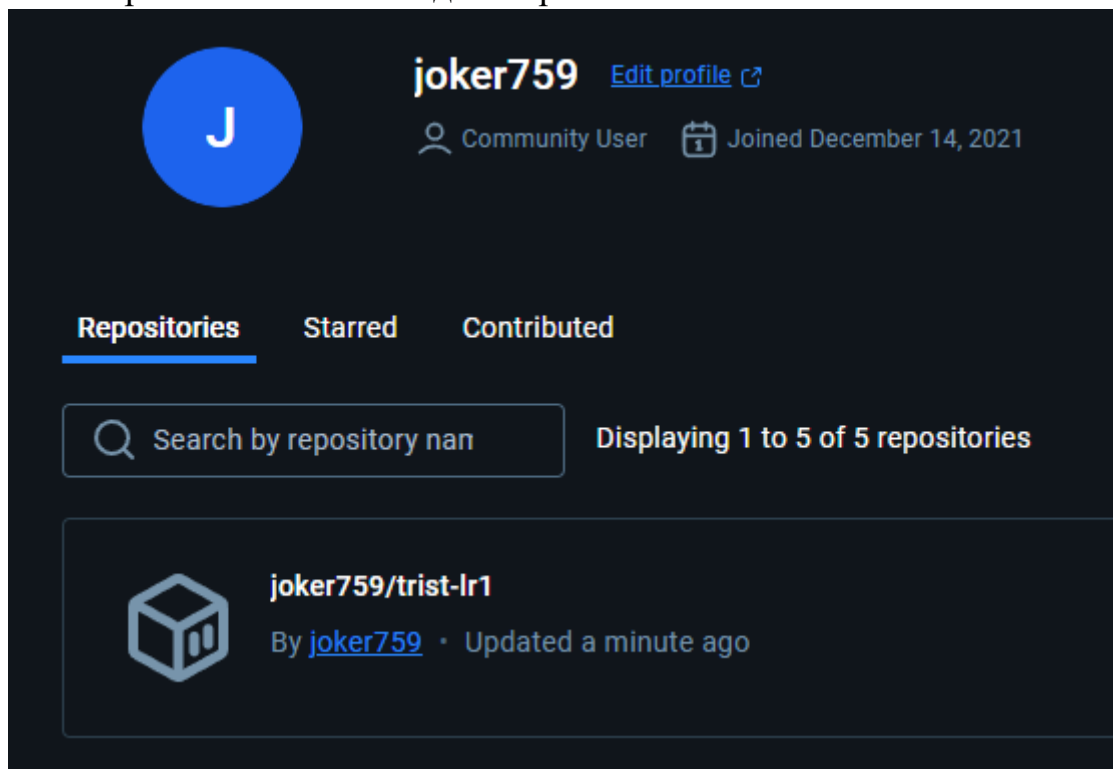 joker759 Edit profile
J
Community User 1 Joined December 14, 2021
Repositories Starred Contributed
Search by repository nan Displaying 1 to 5 of 5 repositories
joker759/trist-lr1
By joker759 · Updated a minute ago